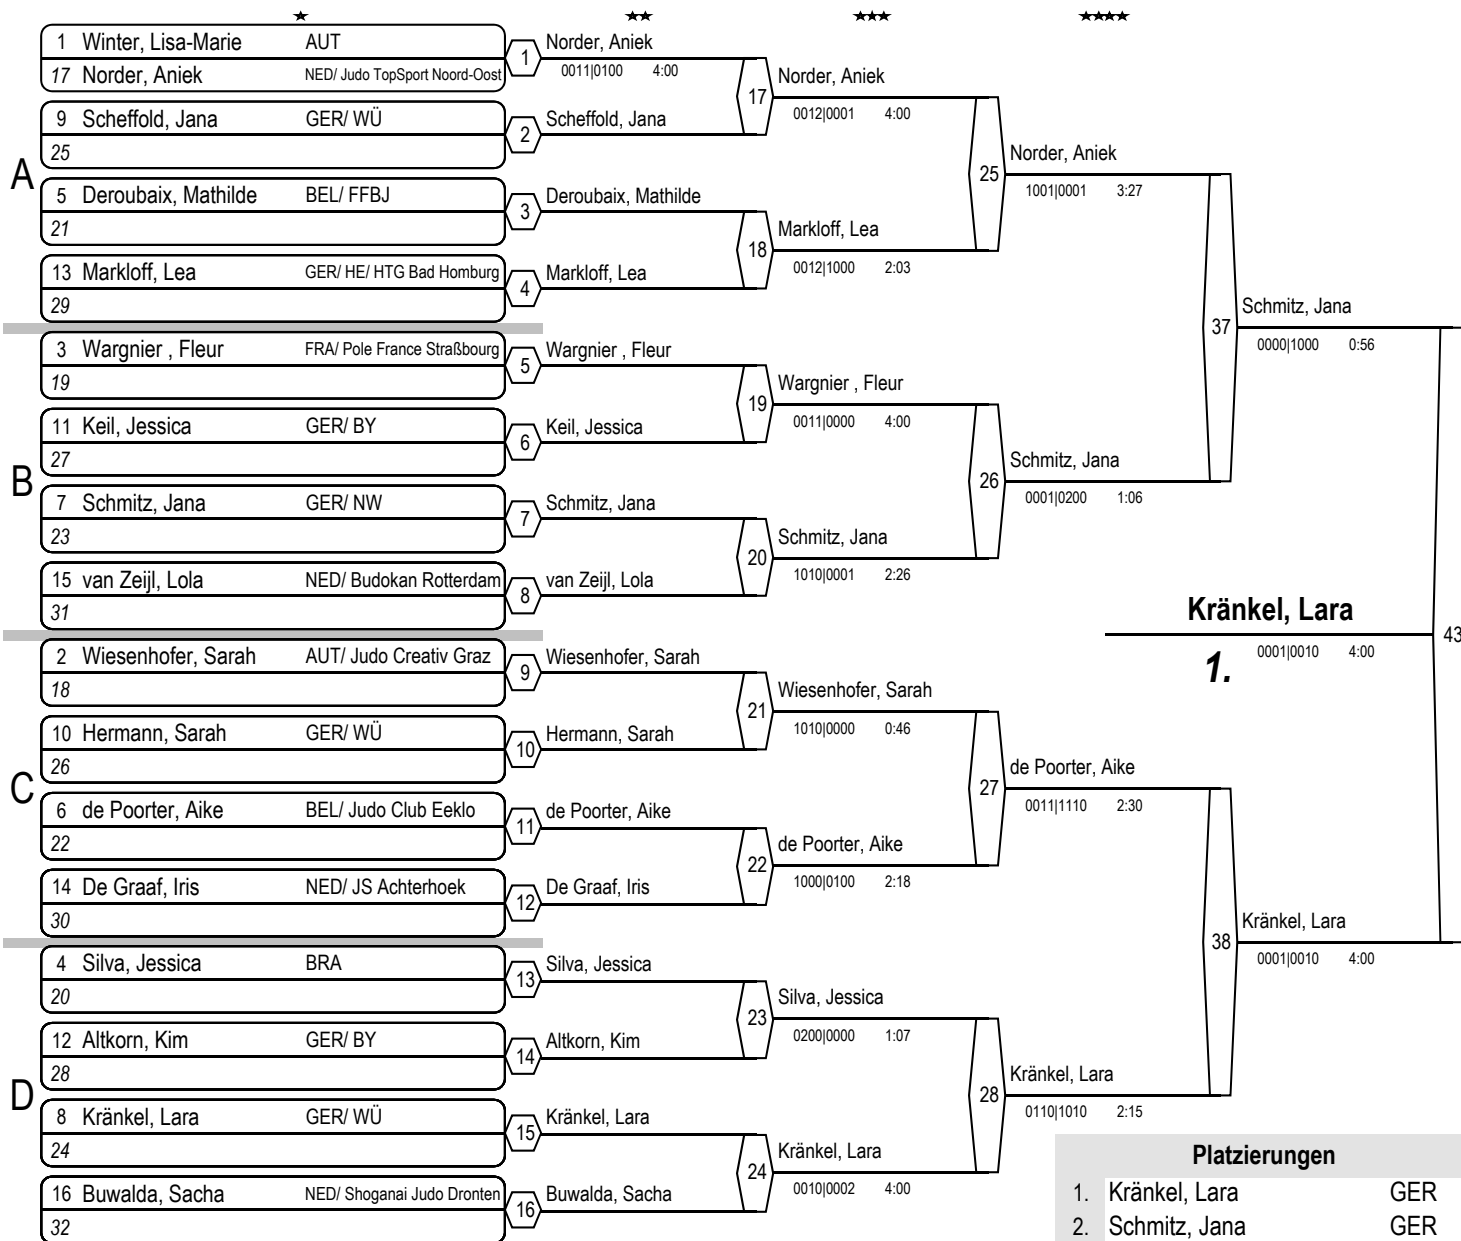 A
1 Winter, Lisa-Marie AUT
17 Norder, Aniek NED/ Judo TopSport Noord-Oost
9 Scheffold, Jana GER/ WÜ
25
5 Deroubaix, Mathilde BEL/ FFBJ
21
13 Markloff, Lea GER/ HE/ HTG Bad Homburg
29
B
3 Wargnier , Fleur FRA/ Pole France Straßbourg
19
11 Keil, Jessica GER/ BY
27
7 Schmitz, Jana GER/ NW
23
15 van Zeijl, Lola NED/ Budokan Rotterdam
31
C
2 Wiesenhofer, Sarah AUT/ Judo Creativ Graz
18
10 Hermann, Sarah GER/ WÜ
26
6 de Poorter, Aike BEL/ Judo Club Eeklo
22
14 De Graaf, Iris NED/ JS Achterhoek
30
D
4 Silva, Jessica BRA
20
12 Altkorn, Kim GER/ BY
28
8 Kränkel, Lara GER/ WÜ
24
16 Buwalda, Sacha NED/ Shoganai Judo Dronten
32
1 Norder, Aniek
0011|0100 4:00
2 Scheffold, Jana
3 Deroubaix, Mathilde
4 Markloff, Lea
5 Wargnier , Fleur
6 Keil, Jessica
7 Schmitz, Jana
8 van Zeijl, Lola
9 Wiesenhofer, Sarah
10 Hermann, Sarah
11 de Poorter, Aike
12 De Graaf, Iris
13 Silva, Jessica
14 Altkorn, Kim
15 Kränkel, Lara
16 Buwalda, Sacha
17 Norder, Aniek
0012|0001 4:00
18 Markloff, Lea
0012|1000 2:03
19 Wargnier , Fleur
0011|0000 4:00
20 Schmitz, Jana
1010|0001 2:26
21 Wiesenhofer, Sarah
1010|0000 0:46
22 de Poorter, Aike
1000|0100 2:18
23 Silva, Jessica
0200|0000 1:07
24 Kränkel, Lara
0010|0002 4:00
25 Norder, Aniek
1001|0001 3:27
26 Schmitz, Jana
0001|0200 1:06
27 de Poorter, Aike
0011|1110 2:30
28 Kränkel, Lara
0110|1010 2:15
37 Schmitz, Jana
0000|1000 0:56
38 Kränkel, Lara
0001|0010 4:00
Kränkel, Lara
43
1. 0001|0010 4:00
Platzierungen
1. Kränkel, Lara GER
2. Schmitz, Jana GER